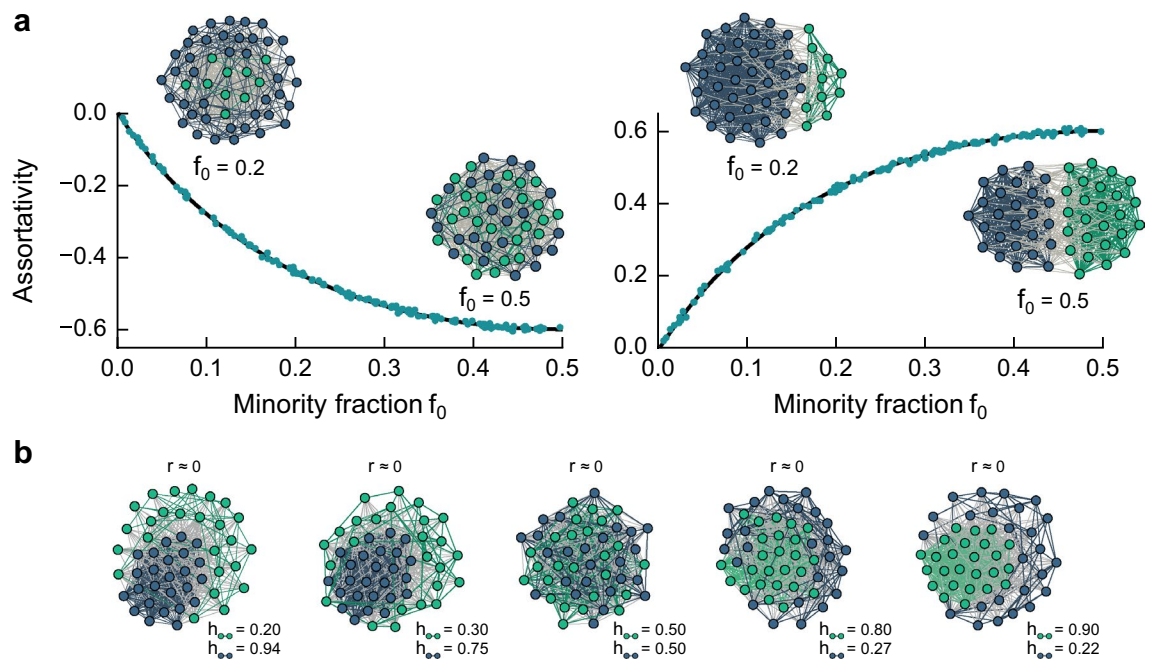 a
f₀ = 0.2
f₀ = 0.5
Assortativity
0.0
−0.2
−0.4
−0.6
0.0 0.1 0.2 0.3 0.4 0.5
Minority fraction f₀
f₀ = 0.2
f₀ = 0.5
0.6
0.4
0.2
0.0
0.0 0.1 0.2 0.3 0.4 0.5
Minority fraction f₀
b
r ≈ 0 r ≈ 0 r ≈ 0 r ≈ 0 r ≈ 0
h = 0.20 h = 0.30 h = 0.50 h = 0.80 h = 0.90
h = 0.94 h = 0.75 h = 0.50 h = 0.27 h = 0.22